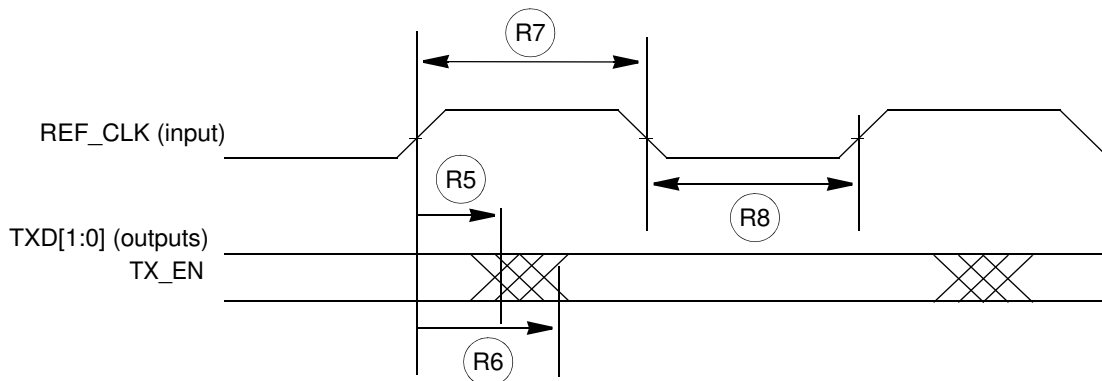 R7
REF_CLK (input)
R5
R8
TXD[1:0] (outputs)
TX_EN
R6